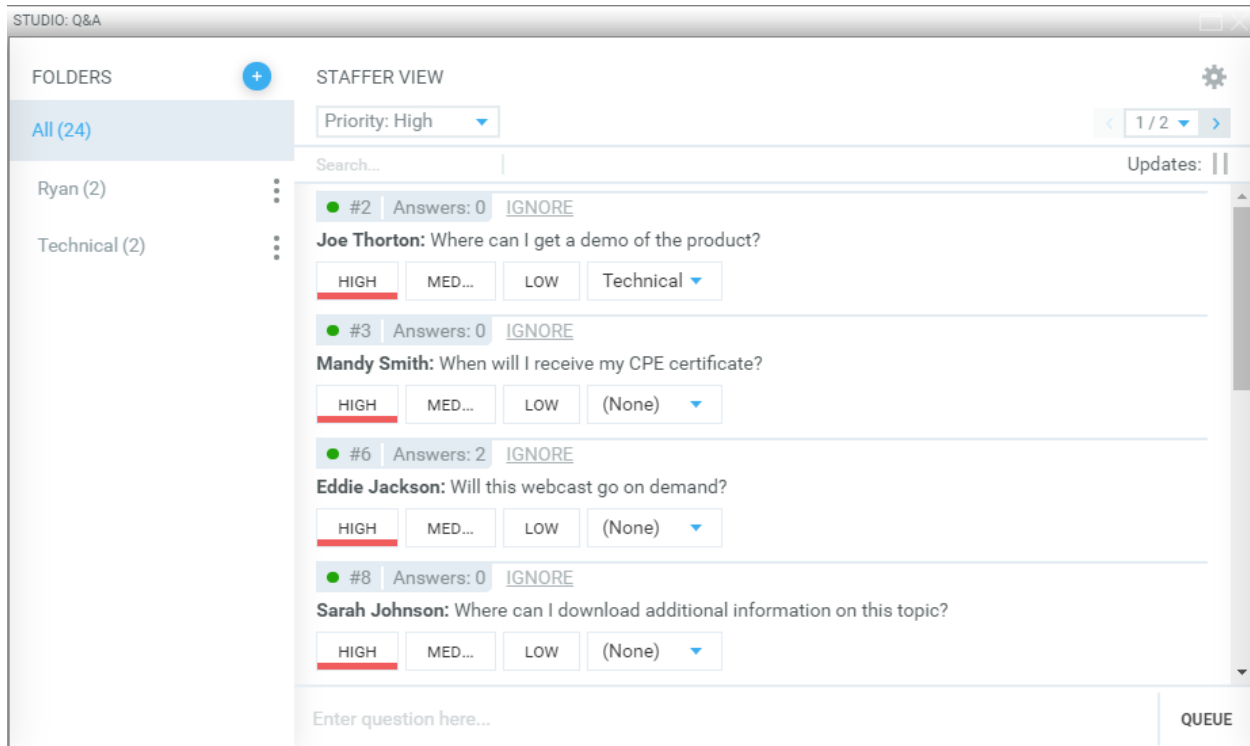 STUDIO: Q&A
FOLDERS
+
STAFFER VIEW
All (24)
Priority: High
1 / 2
Search...
Updates:
Ryan (2)
#2 Answers: 0 IGNORE
Joe Thorton: Where can I get a demo of the product?
Technical (2)
HIGH MED... LOW Technical
#3 Answers: 0 IGNORE
Mandy Smith: When will I receive my CPE certificate?
HIGH MED... LOW (None)
#6 Answers: 2 IGNORE
Eddie Jackson: Will this webcast go on demand?
HIGH MED... LOW (None)
#8 Answers: 0 IGNORE
Sarah Johnson: Where can I download additional information on this topic?
HIGH MED... LOW (None)
Enter question here...
QUEUE